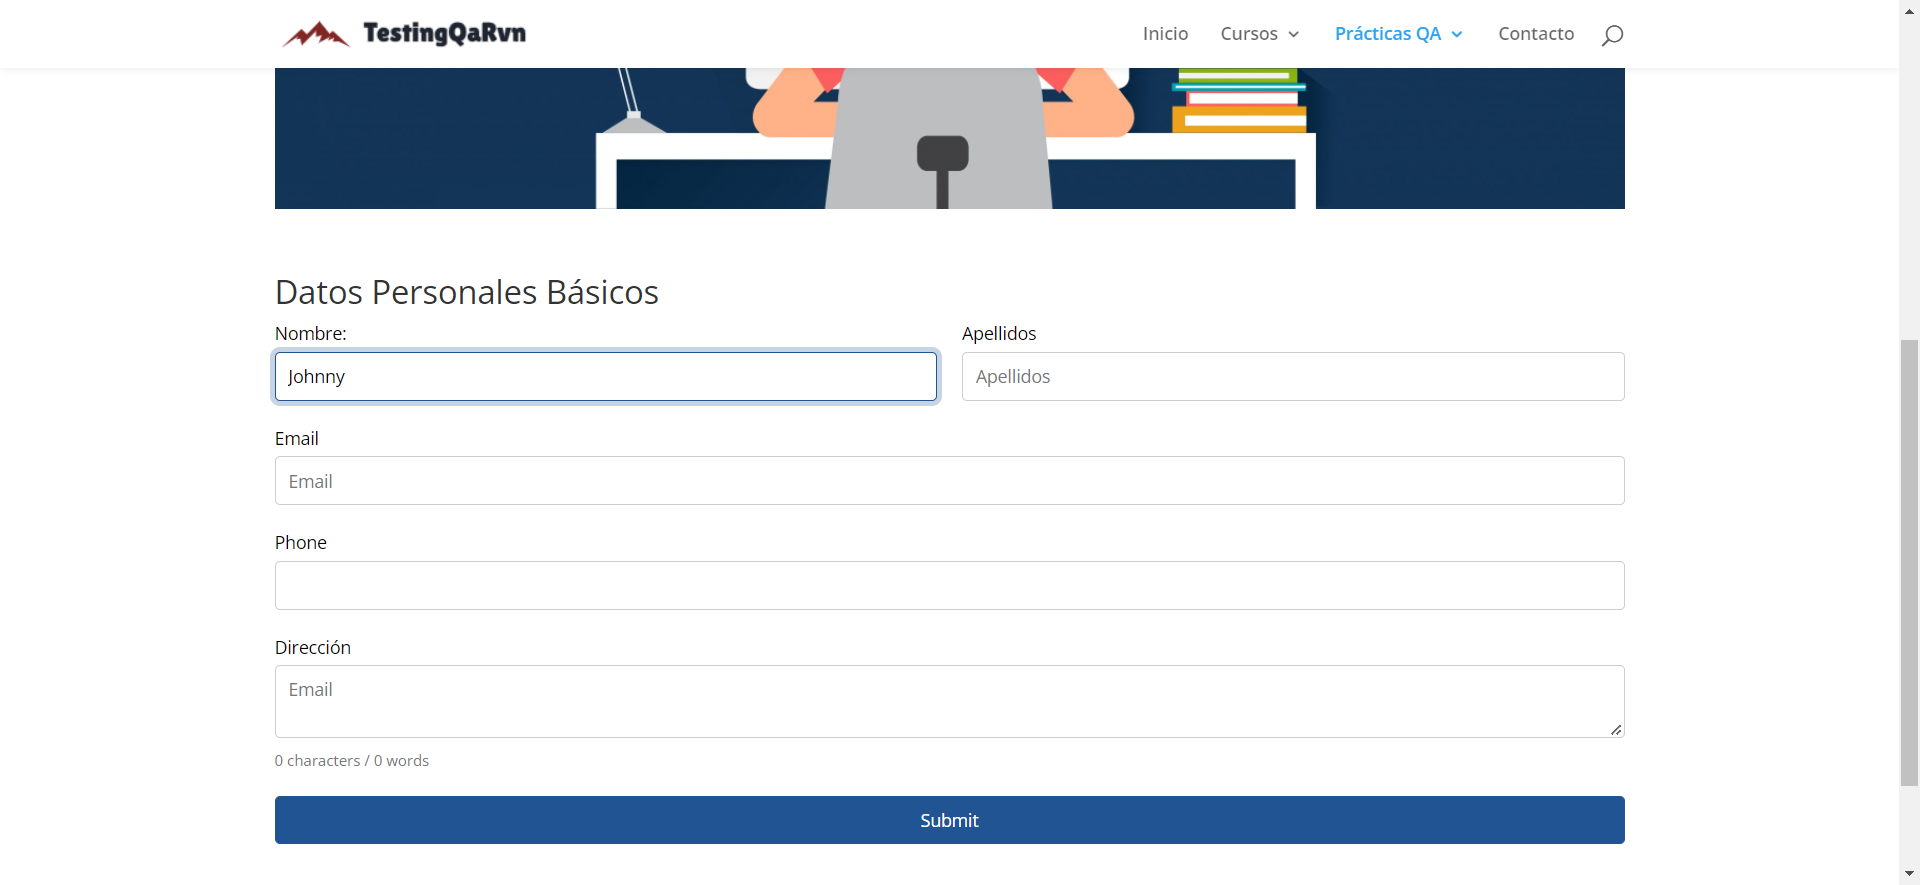 TestingQaRvn
Inicio Cursos Prácticas QA Contacto
Datos Personales Básicos
Nombre: Apellidos
Johnny Apellidos
Email
Email
Phone
Dirección
Email
0 characters / 0 words
Submit